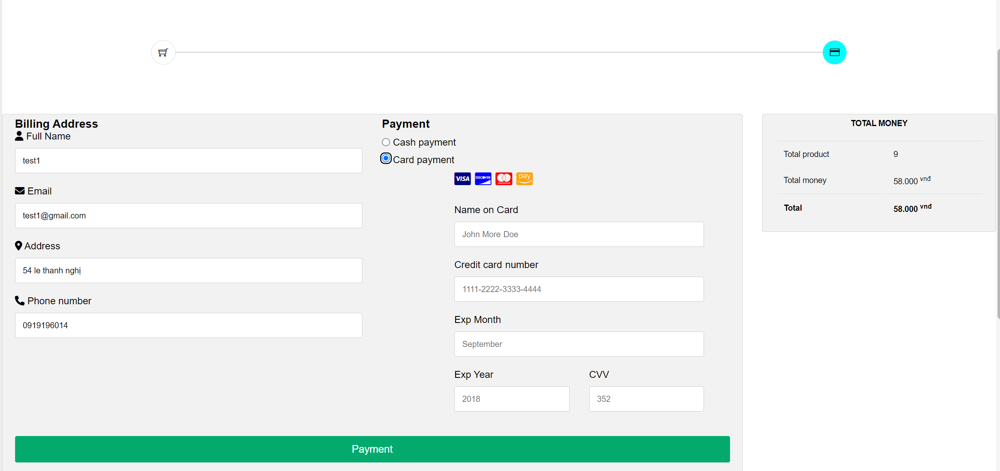 Billing Address
Full Name
test1
Email
test1@gmail.com
Address
54 le thanh nghị
Phone number
0919196014
Payment
Cash payment
Card payment
VISA DISCOVER mastercard pay
Name on Card
John More Doe
Credit card number
1111-2222-3333-4444
Exp Month
September
Exp Year CVV
2018 352
Payment
TOTAL MONEY
Total product 9
Total money 58.000 vnđ
Total 58.000 vnđ